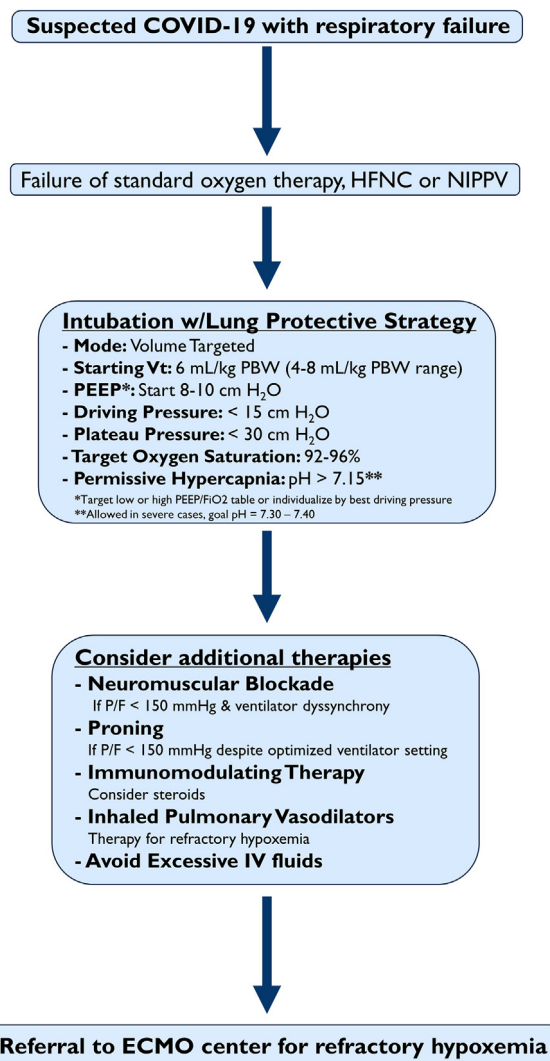 Suspected COVID-19 with respiratory failure
Failure of standard oxygen therapy, HFNC or NIPPV
Intubation w/Lung Protective Strategy
- Mode: Volume Targeted
- Starting Vt: 6 mL/kg PBW (4-8 mL/kg PBW range)
- PEEP*: Start 8-10 cm H₂O
- Driving Pressure: < 15 cm H₂O
- Plateau Pressure: < 30 cm H₂O
- Target Oxygen Saturation: 92-96%
- Permissive Hypercapnia: pH > 7.15**
*Target low or high PEEP/FiO2 table or individualize by best driving pressure
**Allowed in severe cases, goal pH = 7.30 – 7.40
Consider additional therapies
- Neuromuscular Blockade
If P/F < 150 mmHg & ventilator dyssynchrony
- Proning
If P/F < 150 mmHg despite optimized ventilator setting
- Immunomodulating Therapy
Consider steroids
- Inhaled Pulmonary Vasodilators
Therapy for refractory hypoxemia
- Avoid Excessive IV fluids
Referral to ECMO center for refractory hypoxemia